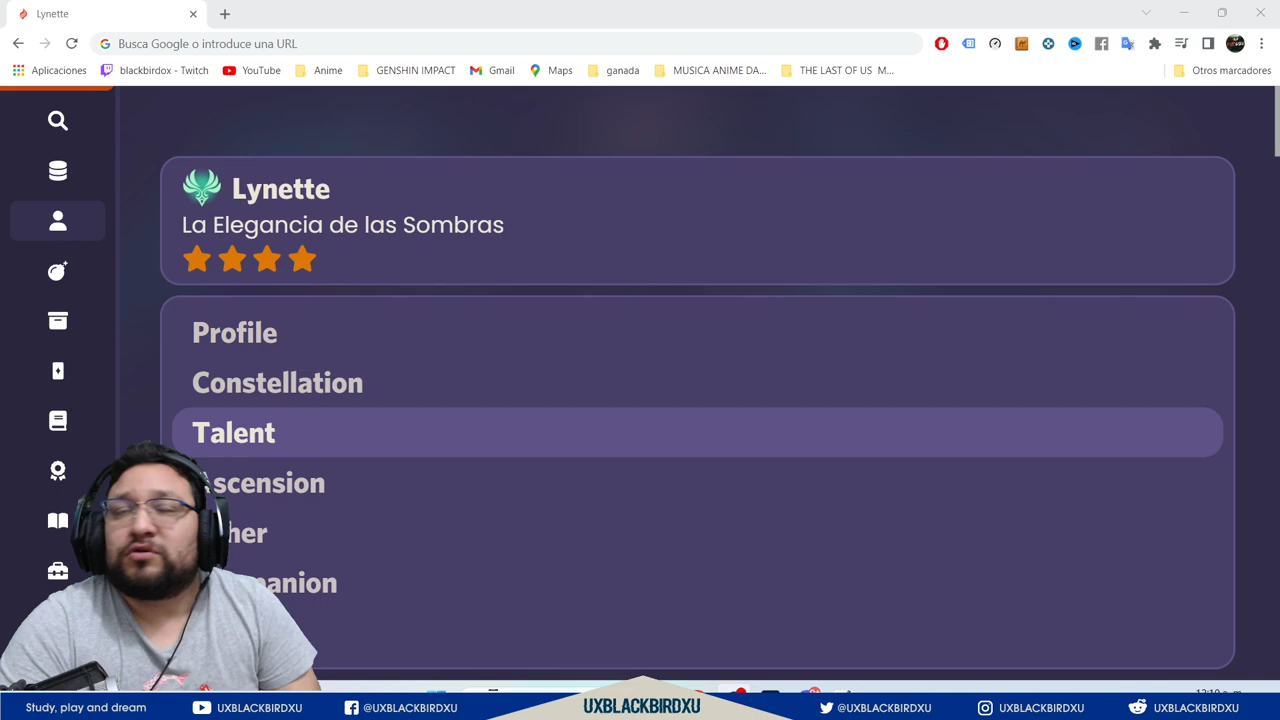 Lynette
Busca Google o introduce una URL
Aplicaciones
blackbirdox - Twitch
YouTube
Anime
GENSHIN IMPACT
Gmail
Maps
ganada
MUSICA ANIME DA...
THE LAST OF US M...
Otros marcadores
Lynette
La Elegancia de las Sombras
Profile
Constellation
Talent
Ascension
her
panion
Study, play and dream
UXBLACKBIRDXU
@UXBLACKBIRDXU
UXBLACKBIRDXU
@UXBLACKBIRDXU
UXBLACKBIRDXU
UXBLACKBIRDXU